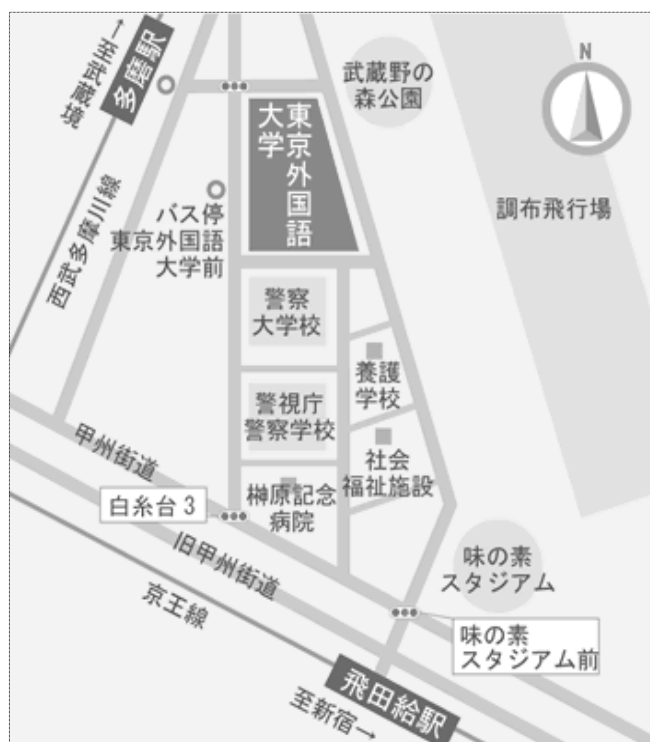 ←至武蔵境
多磨駅
武蔵野の
森公園
N
東京外国語
大学
調布飛行場
西武多摩川線
バス停
東京外国語
大学前
警察
大学校
養護
学校
警視庁
警察学校
社会
福祉施設
甲州街道
白糸台3
榊原記念
病院
旧甲州街道
味の素
スタジアム
京王線
味の素
スタジアム前
飛田給駅
至新宿→